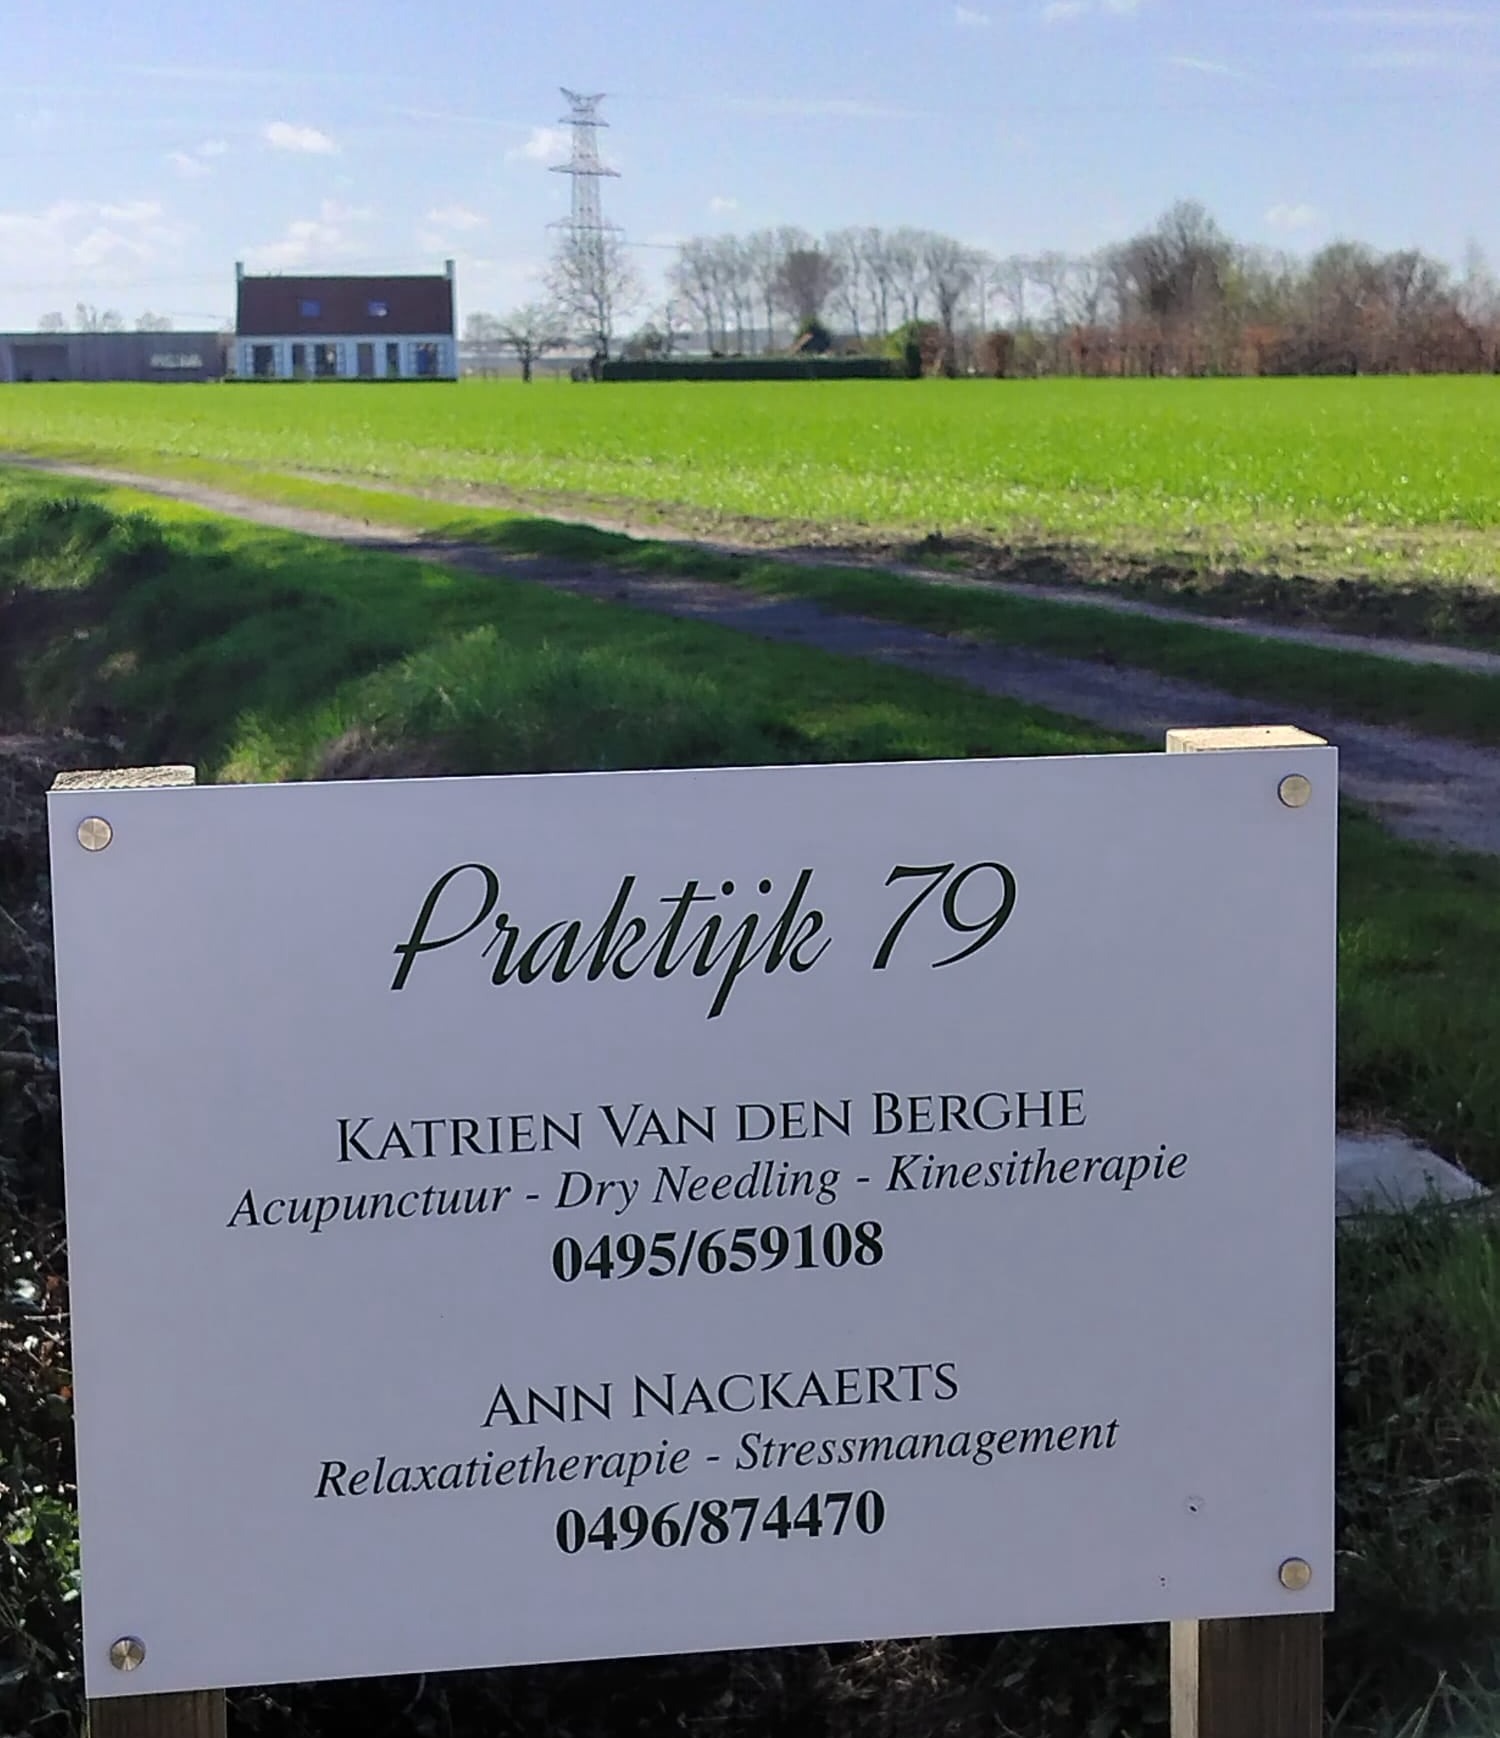 Praktijk 79
KATRIEN VAN DEN BERGHE
Acupunctuur - Dry Needling - Kinesitherapie
0495/659108
ANN NACKAERTS
Relaxatietherapie - Stressmanagement
0496/874470